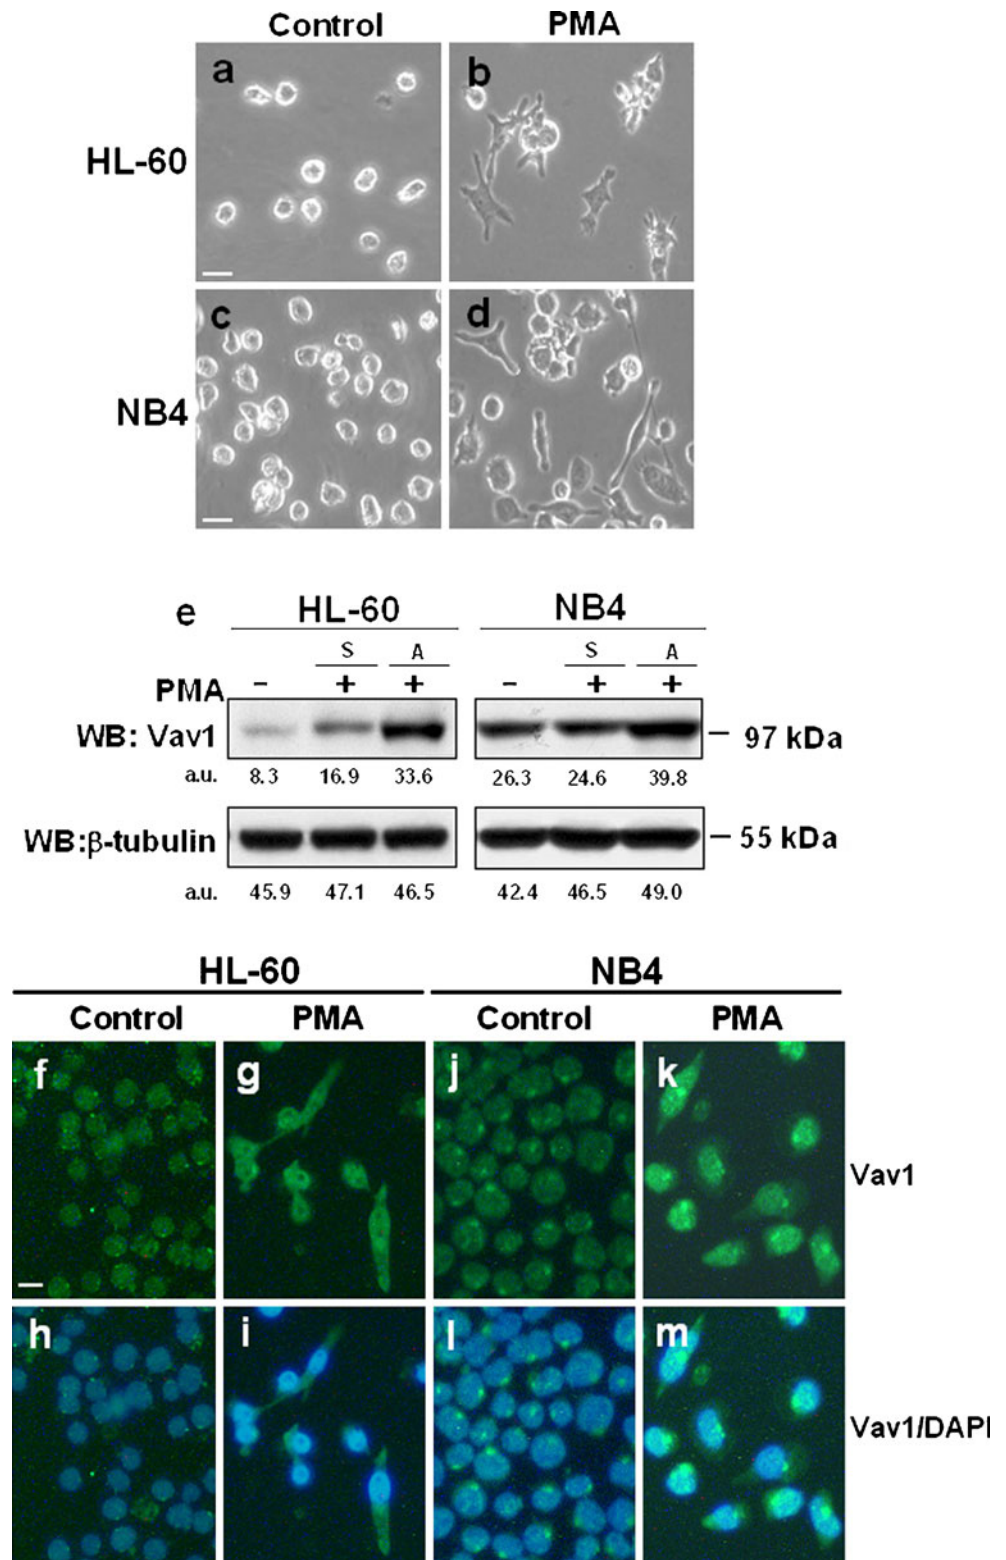 Control PMA
a b
HL-60
c d
NB4
e HL-60 NB4
S A S A
PMA - + + - + +
WB: Vav1 97 kDa
a.u. 8.3 16.9 33.6 26.3 24.6 39.8
WB:β-tubulin 55 kDa
a.u. 45.9 47.1 46.5 42.4 46.5 49.0
HL-60 NB4
Control PMA Control PMA
f g j k
Vav1
h i l m
Vav1/DAPI